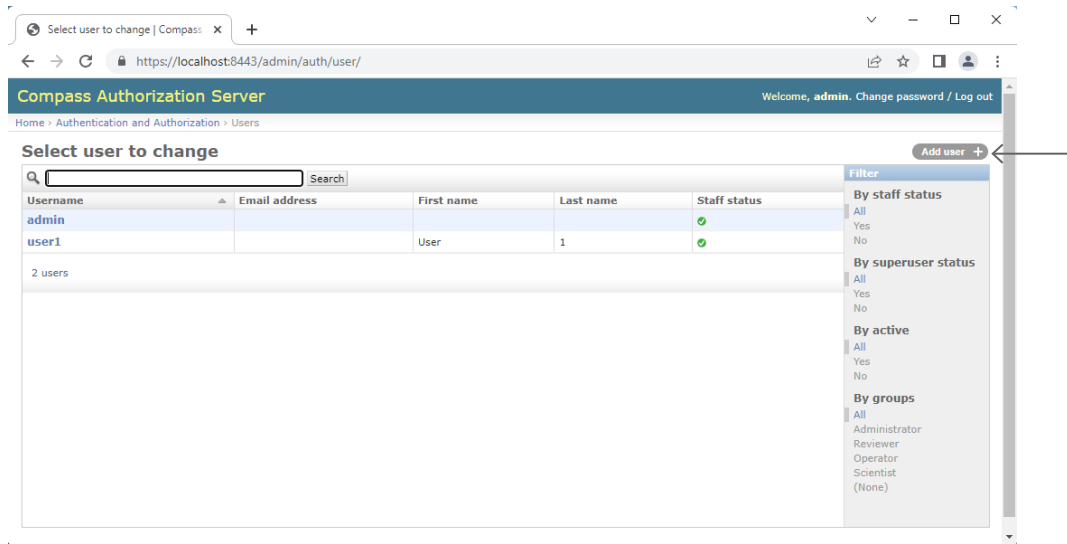 Select user to change | Compass
https://localhost:8443/admin/auth/user/
Compass Authorization Server
Welcome, admin. Change password / Log out
Home › Authentication and Authorization › Users
Select user to change
Add user +
Search
Username Email address First name Last name Staff status
admin
user1 User 1
2 users
Filter
By staff status
All
Yes
No
By superuser status
All
Yes
No
By active
All
Yes
No
By groups
All
Administrator
Reviewer
Operator
Scientist
(None)